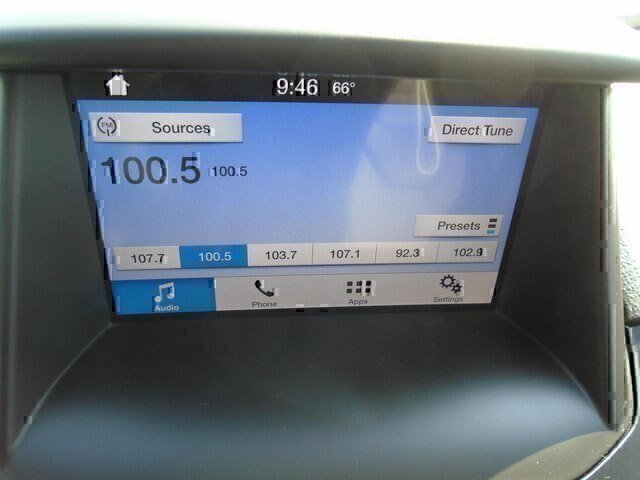 9:46 66°
FM Sources Direct Tune
100.5 100.5
Presets
107.7 100.5 103.7 107.1 92.3 102.9
Audio Phone Apps Settings